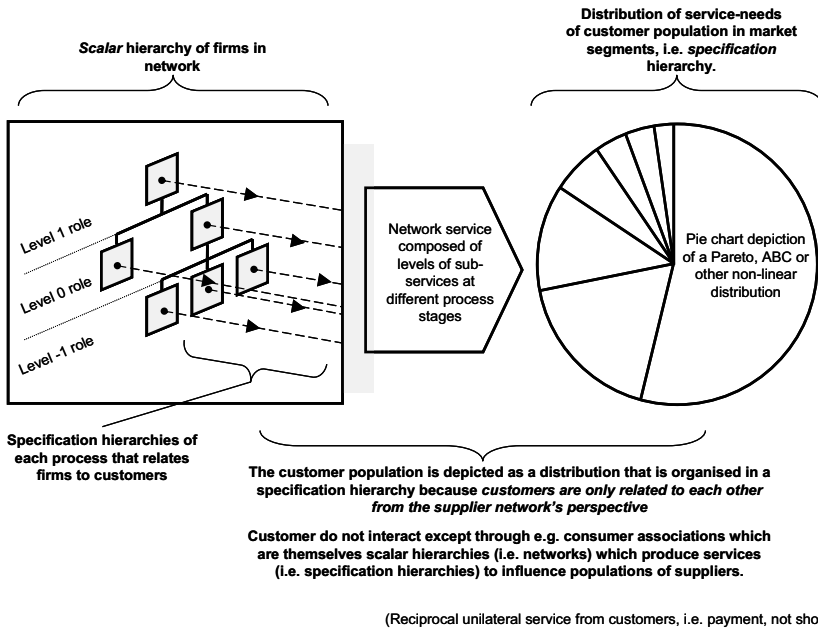 Scalar hierarchy of firms in
network
Distribution of service-needs
of customer population in market
segments, i.e. specification
hierarchy.
Level 1 role
Level 0 role
Level -1 role
Network service
composed of
levels of sub-
services at
different process
stages
Pie chart depiction
of a Pareto, ABC or
other non-linear
distribution
Specification hierarchies of
each process that relates
firms to customers
The customer population is depicted as a distribution that is organised in a
specification hierarchy because customers are only related to each other
from the supplier network's perspective
Customer do not interact except through e.g. consumer associations which
are themselves scalar hierarchies (i.e. networks) which produce services
(i.e. specification hierarchies) to influence populations of suppliers.
(Reciprocal unilateral service from customers, i.e. payment, not sho